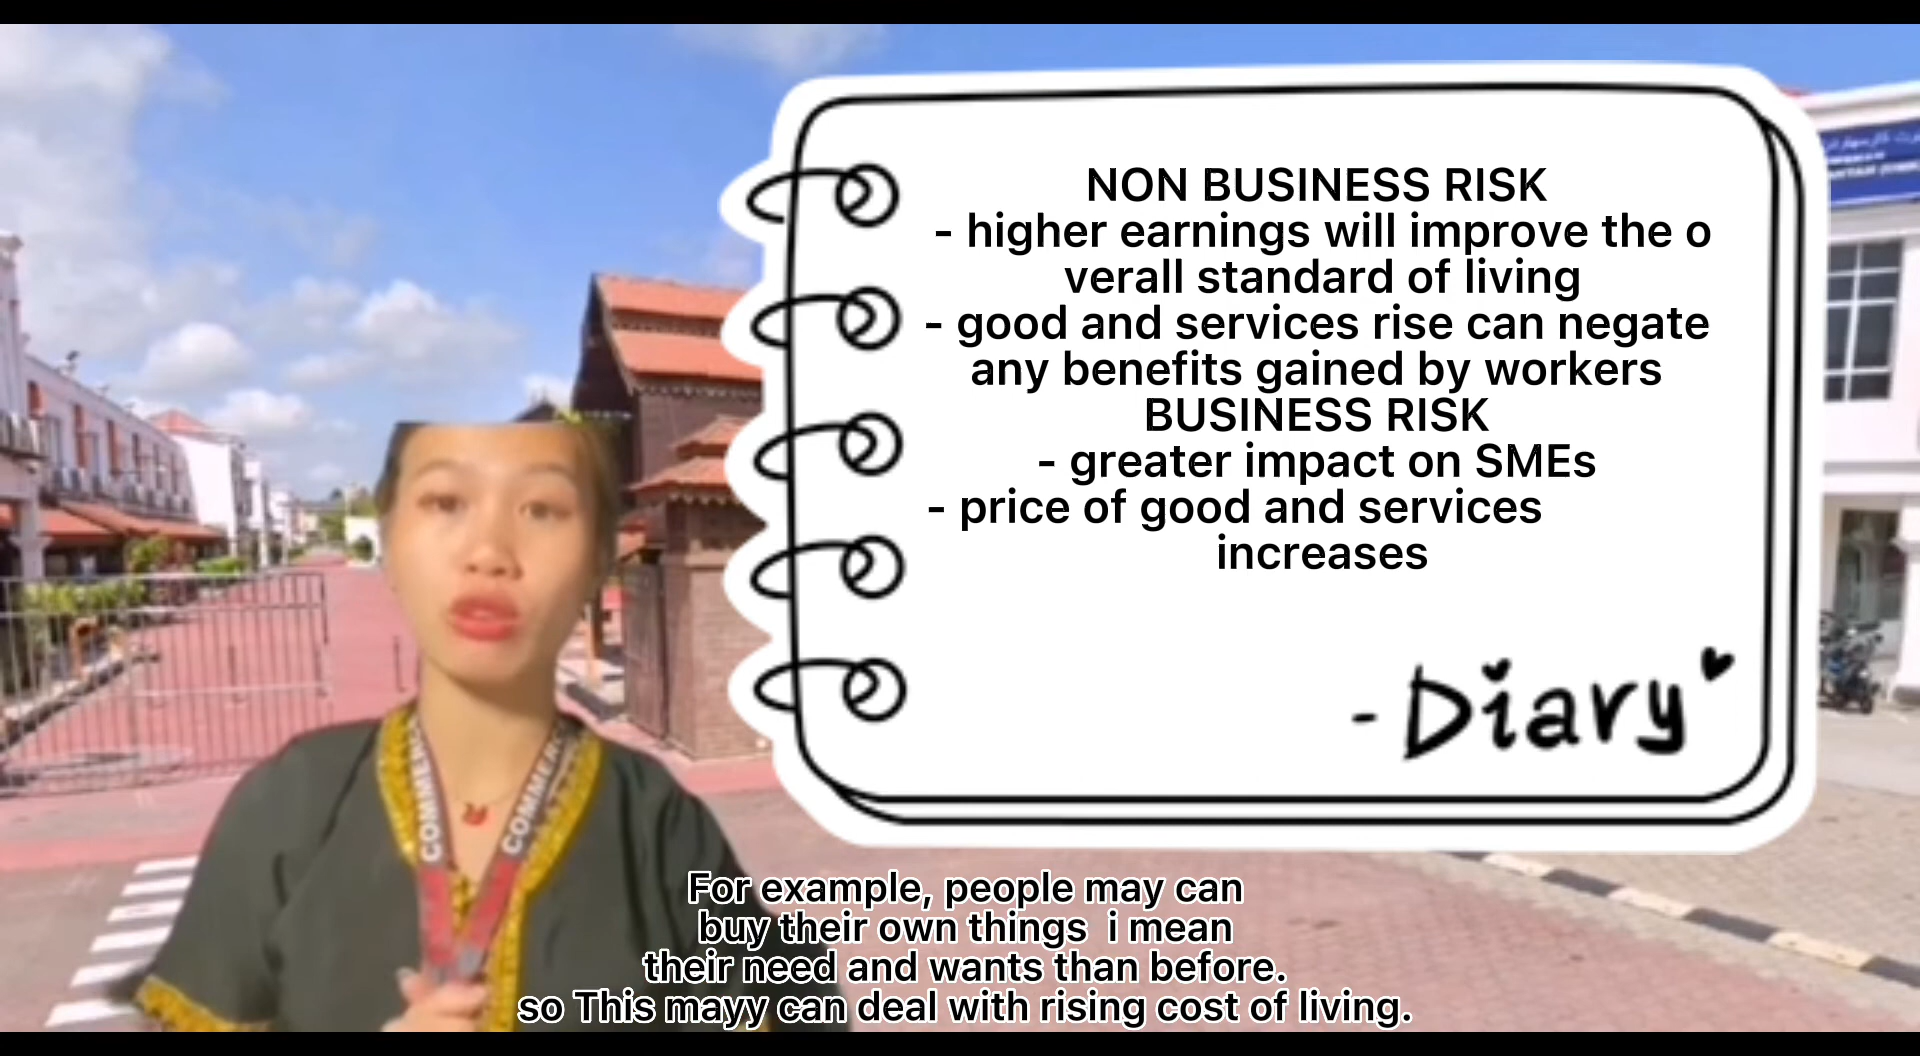 NON BUSINESS RISK
- higher earnings will improve the o
verall standard of living
- good and services rise can negate
any benefits gained by workers
BUSINESS RISK
- greater impact on SMEs
- price of good and services
increases
- Diary
COMMERC
COMMERC
For example, people may can
buy their own things  i mean
their need and wants than before.
so This mayy can deal with rising cost of living.